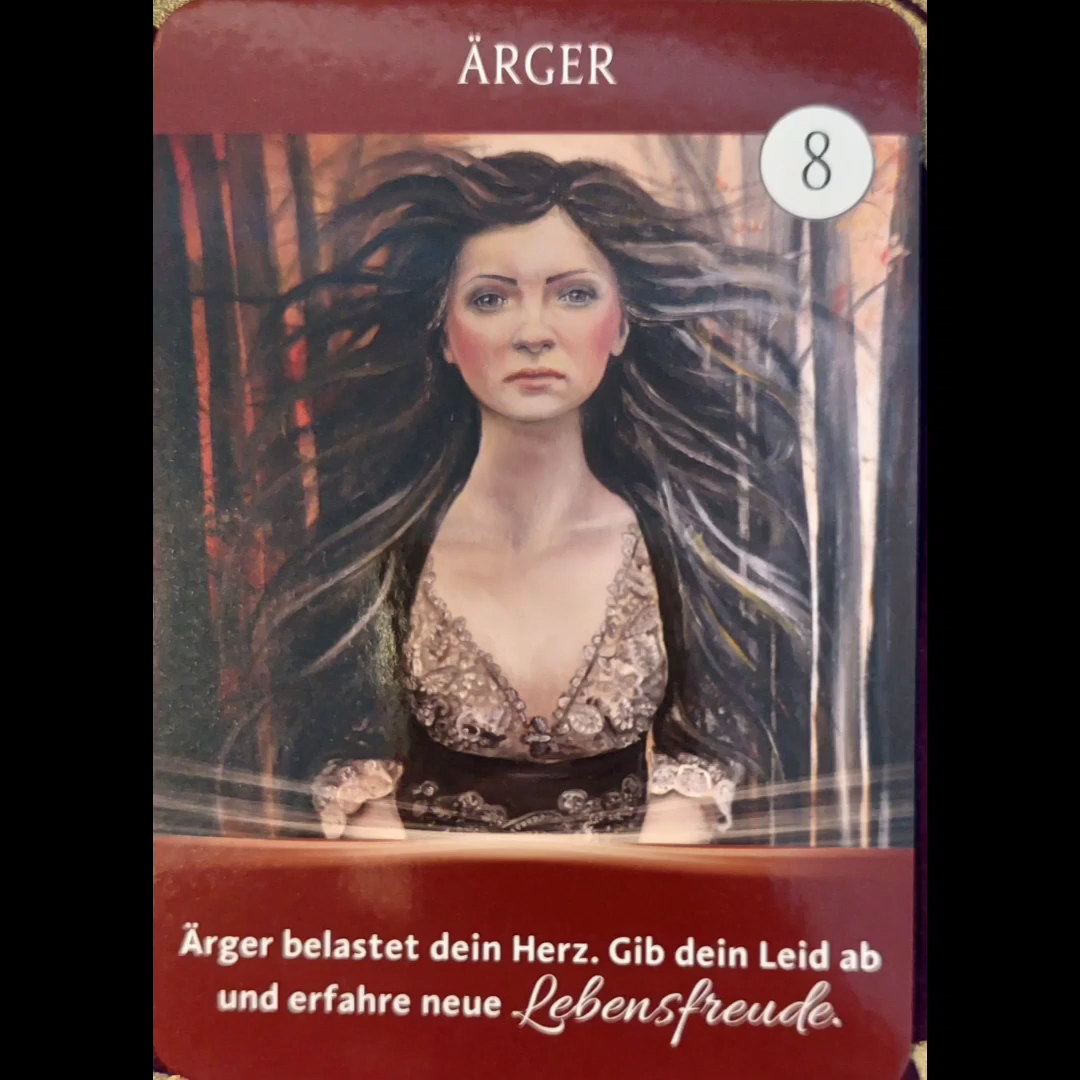 ÄRGER
8
Ärger belastet dein Herz. Gib dein Leid ab
und erfahre neue Lebensfreude.